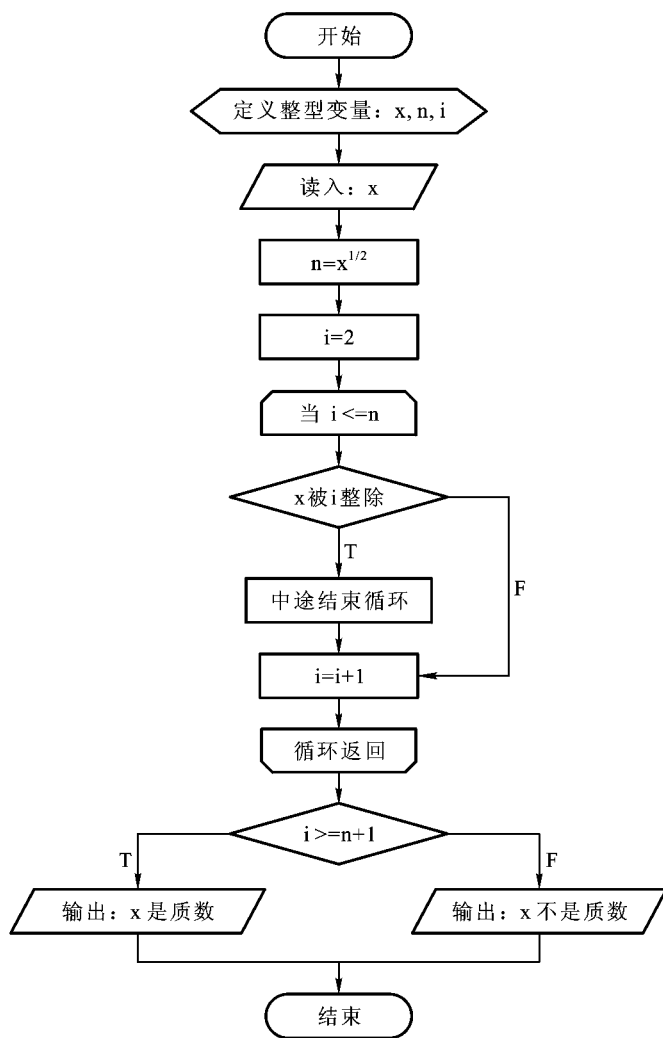 开始
定义整型变量：x, n, i
读入：x
n=x^{1/2}
i=2
当 i <=n
x被i整除
T
F
中途结束循环
i=i+1
循环返回
i >=n+1
T
F
输出：x 是质数
输出：x 不是质数
结束